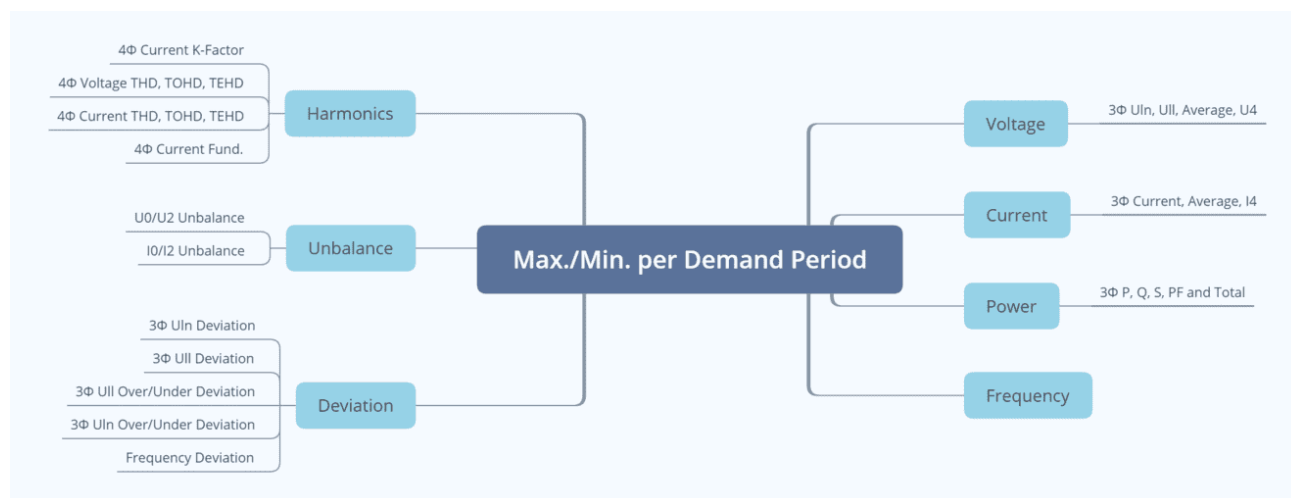 Max./Min. per Demand Period
Harmonics
4Φ Current K-Factor
4Φ Voltage THD, TOHD, TEHD
4Φ Current THD, TOHD, TEHD
4Φ Current Fund.
Unbalance
U0/U2 Unbalance
I0/I2 Unbalance
Deviation
3Φ Uln Deviation
3Φ Ull Deviation
3Φ Ull Over/Under Deviation
3Φ Uln Over/Under Deviation
Frequency Deviation
Voltage
3Φ Uln, Ull, Average, U4
Current
3Φ Current, Average, I4
Power
3Φ P, Q, S, PF and Total
Frequency